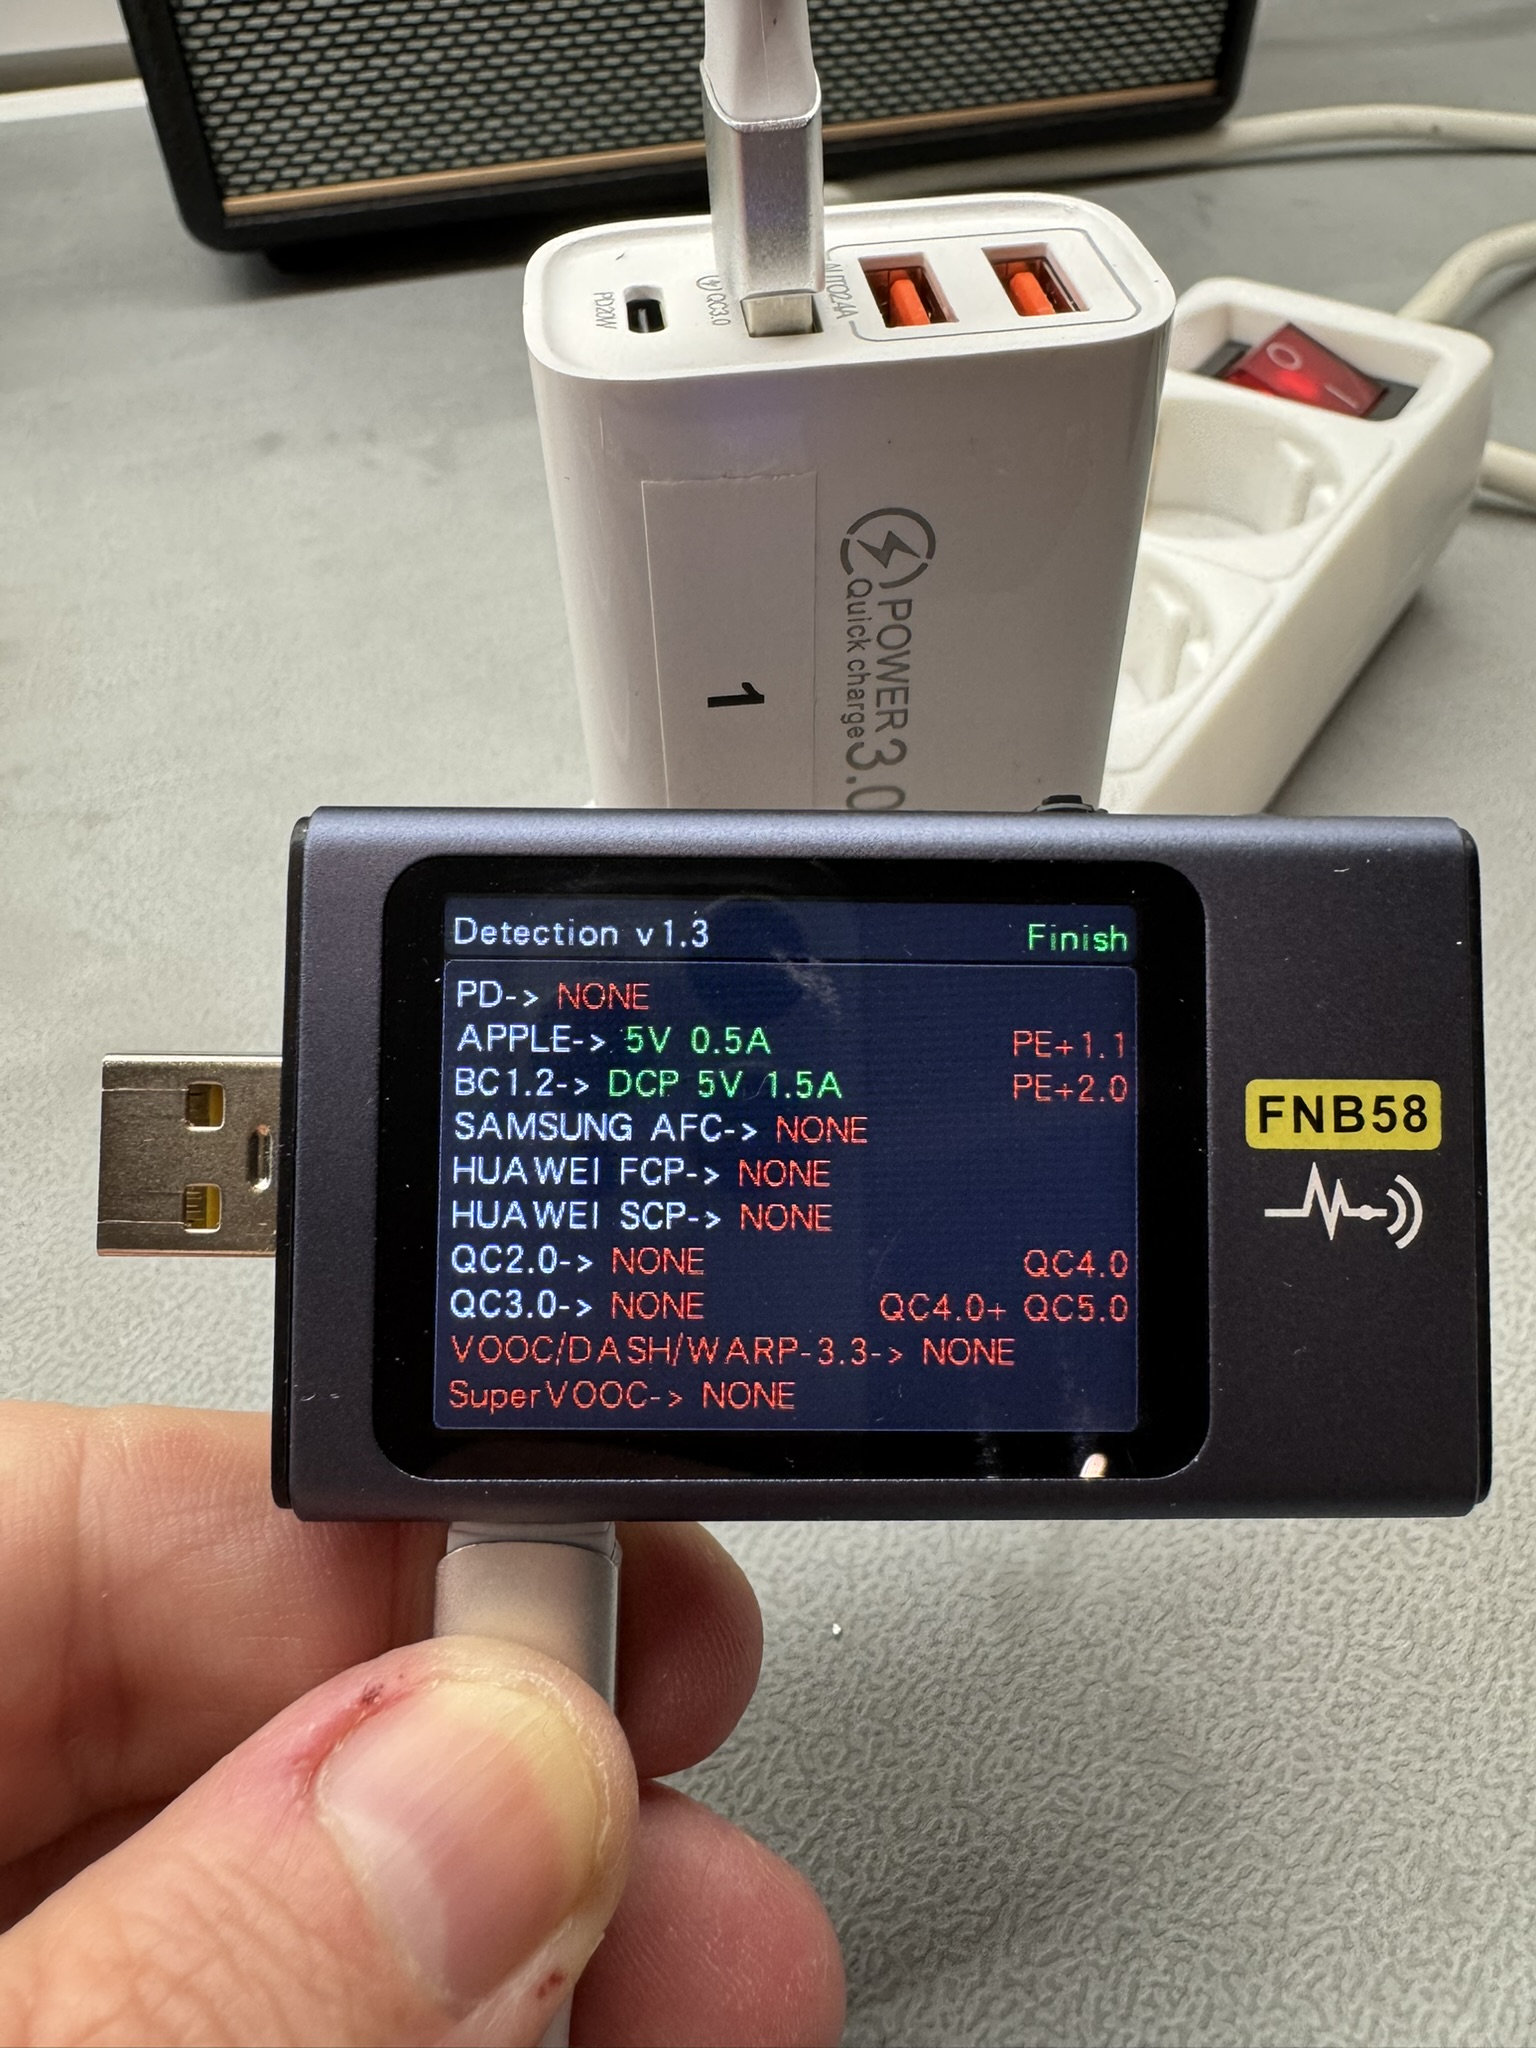 PD20W
QC3.0
AUTO2.4A
POWER3.0
Quick charge
1
Detection v1.3 Finish
PD-> NONE
APPLE-> 5V 0.5A PE+1.1
BC1.2-> DCP 5V 1.5A PE+2.0
SAMSUNG AFC-> NONE
HUAWEI FCP-> NONE
HUAWEI SCP-> NONE
QC2.0-> NONE QC4.0
QC3.0-> NONE QC4.0+ QC5.0
VOOC/DASH/WARP-3.3-> NONE
SuperVOOC-> NONE
FNB58